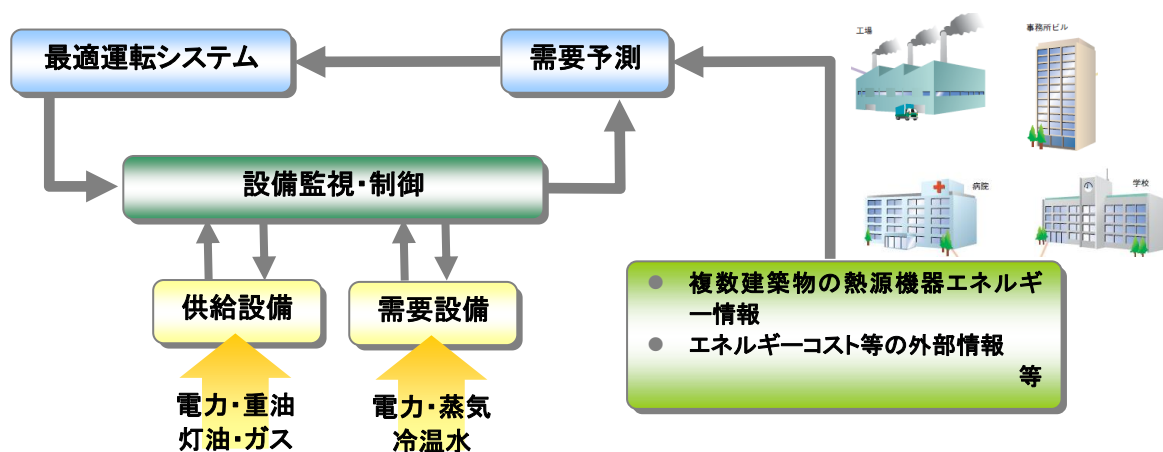 最適運転システム
需要予測
工場
事務所ビル
設備監視・制御
病院
学校
供給設備
需要設備
● 複数建築物の熱源機器エネルギ
ー情報
● エネルギーコスト等の外部情報
等
電力・重油
灯油・ガス
電力・蒸気
冷温水